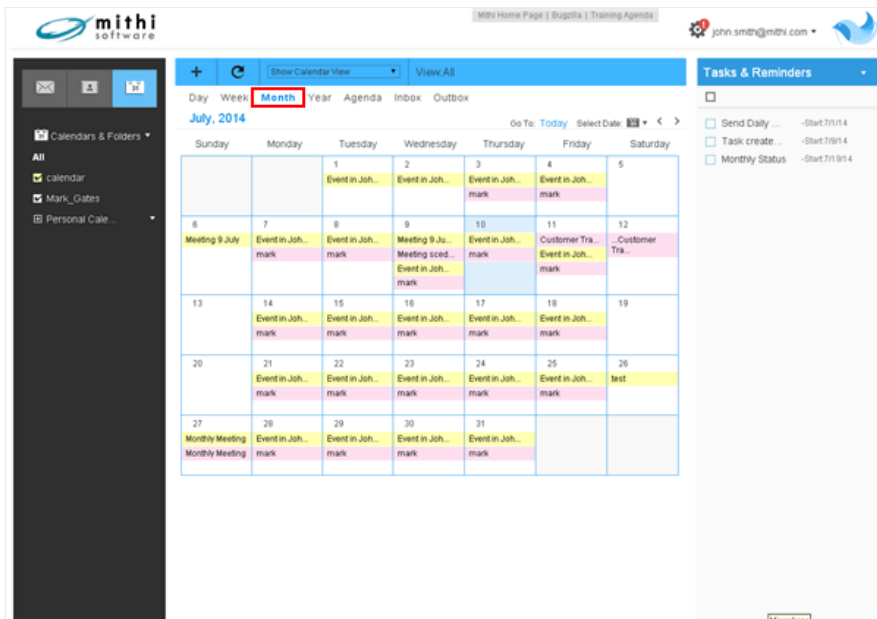 mithi
software
Mithi Home Page | Bugzilla | Training Agenda
john.smith@mithi.com
31
Calendars & Folders
All
calendar
Mark_Gates
Personal Cale...
+ Show Calendar View View:All
Day Week Month Year Agenda Inbox Outbox
July, 2014
Go To: Today Select Date:
Sunday Monday Tuesday Wednesday Thursday Friday Saturday
1 2 3 4 5
Event in Joh... Event in Joh... Event in Joh... Event in Joh...
mark mark
6 7 8 9 10 11 12
Meeting 9 July Event in Joh... Event in Joh... Meeting 9 Ju... Event in Joh... Customer Tra... ...Customer
mark mark Meeting sced... mark Event in Joh... Tra...
Event in Joh... mark
mark
13 14 15 16 17 18 19
Event in Joh... Event in Joh... Event in Joh... Event in Joh... Event in Joh...
mark mark mark mark mark
20 21 22 23 24 25 26
Event in Joh... Event in Joh... Event in Joh... Event in Joh... Event in Joh... test
mark mark mark mark mark
27 28 29 30 31
Monthly Meeting Event in Joh... Event in Joh... Event in Joh... Event in Joh...
Monthly Meeting mark mark mark mark
Tasks & Reminders
Send Daily ... -Start:7/1/14
Task create... -Start:7/9/14
Monthly Status -Start:7/19/14